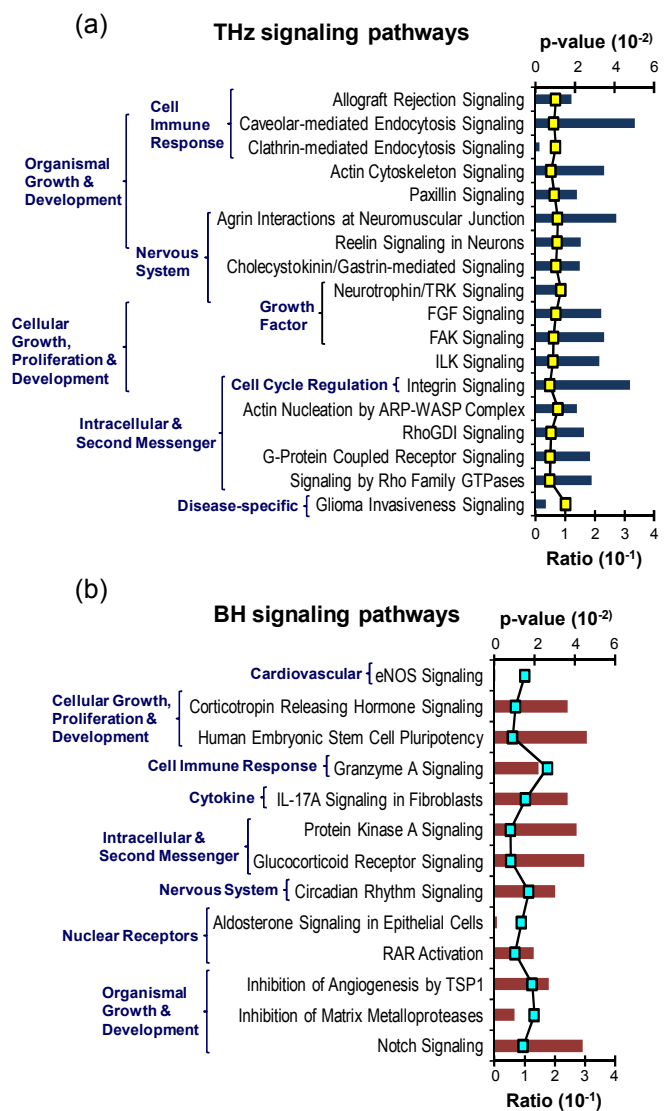 (a)
THz signaling pathways
p-value (10-2)
0 2 4 6
Cell
Immune
Response
Organismal
Growth &
Development
Nervous
System
Growth
Factor
Cellular
Growth,
Proliferation &
Development
Cell Cycle Regulation
Intracellular &
Second Messenger
Disease-specific
Allograft Rejection Signaling
Caveolar-mediated Endocytosis Signaling
Clathrin-mediated Endocytosis Signaling
Actin Cytoskeleton Signaling
Paxillin Signaling
Agrin Interactions at Neuromuscular Junction
Reelin Signaling in Neurons
Cholecystokinin/Gastrin-mediated Signaling
Neurotrophin/TRK Signaling
FGF Signaling
FAK Signaling
ILK Signaling
Integrin Signaling
Actin Nucleation by ARP-WASP Complex
RhoGDI Signaling
G-Protein Coupled Receptor Signaling
Signaling by Rho Family GTPases
Glioma Invasiveness Signaling
0 1 2 3 4
Ratio (10-1)
(b)
BH signaling pathways
p-value (10-2)
0 2 4 6
Cardiovascular
Cellular Growth,
Proliferation &
Development
Cell Immune Response
Cytokine
Intracellular &
Second Messenger
Nervous System
Nuclear Receptors
Organismal
Growth &
Development
eNOS Signaling
Corticotropin Releasing Hormone Signaling
Human Embryonic Stem Cell Pluripotency
Granzyme A Signaling
IL-17A Signaling in Fibroblasts
Protein Kinase A Signaling
Glucocorticoid Receptor Signaling
Circadian Rhythm Signaling
Aldosterone Signaling in Epithelial Cells
RAR Activation
Inhibition of Angiogenesis by TSP1
Inhibition of Matrix Metalloproteases
Notch Signaling
0 1 2 3 4
Ratio (10-1)